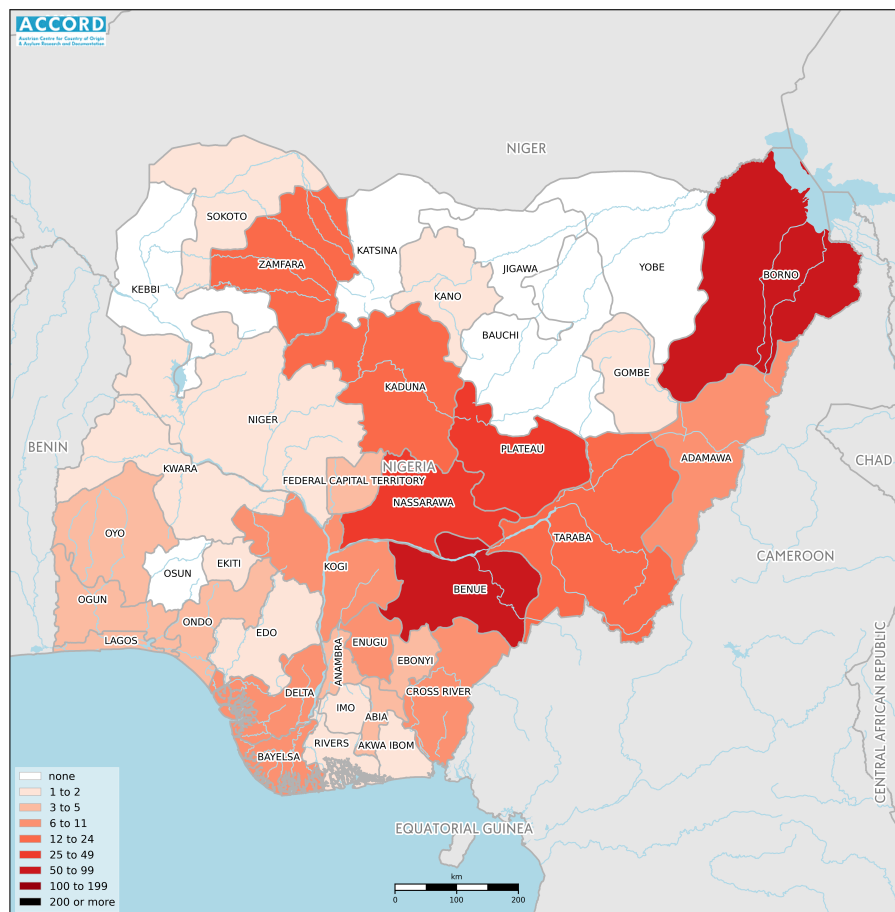 ACCORD
Austrian Centre for Country of Origin
& Asylum Research and Documentation
NIGER
SOKOTO
KATSINA
ZAMFARA
JIGAWA
YOBE
BORNO
KEBBI
KANO
BAUCHI
GOMBE
KADUNA
NIGER
BENIN
PLATEAU
ADAMAWA
CHAD
KWARA
NIGERIA
FEDERAL CAPITAL TERRITORY
NASSARAWA
OYO
TARABA
CAMEROON
OSUN
EKITI
KOGI
BENUE
OGUN
ONDO
EDO
LAGOS
ENUGU
ANAMBRA
EBONYI
DELTA
CROSS RIVER
IMO
ABIA
RIVERS
AKWA IBOM
BAYELSA
CENTRAL AFRICAN REPUBLIC
EQUATORIAL GUINEA
none
1 to 2
3 to 5
6 to 11
12 to 24
25 to 49
50 to 99
100 to 199
200 or more
km
0 100 200